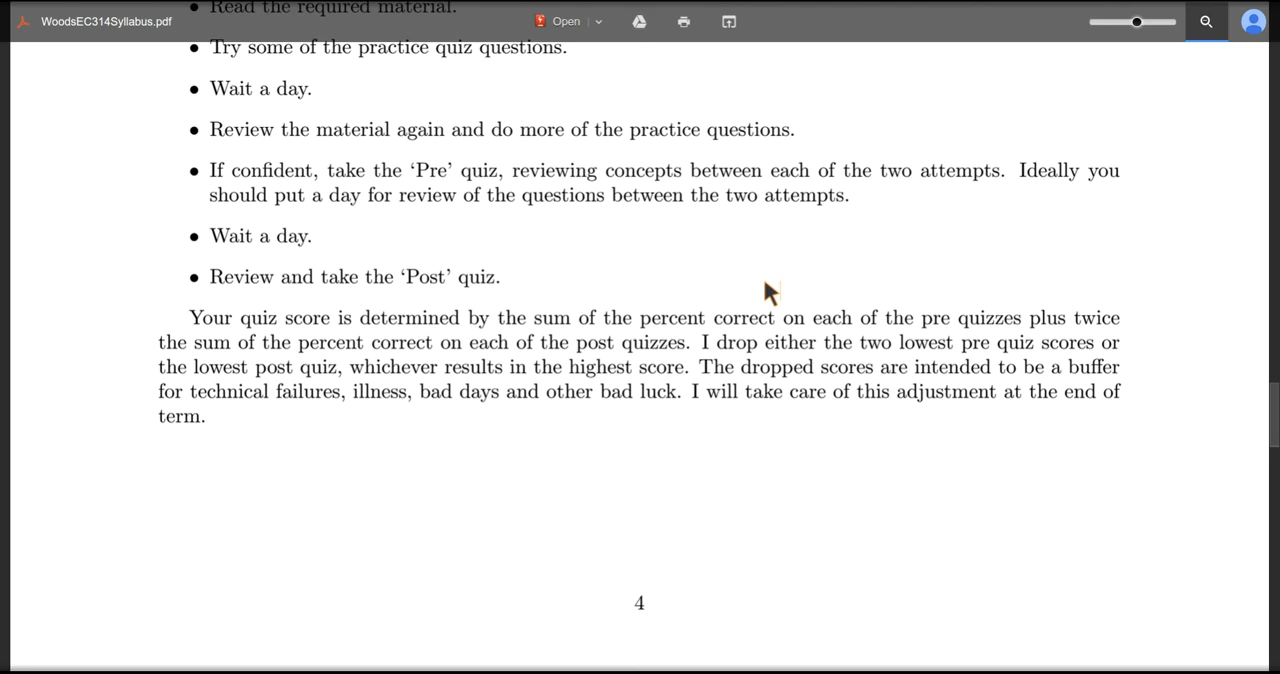 • Read the required material.
WoodsEC314Syllabus.pdf Open
• Try some of the practice quiz questions.
• Wait a day.
• Review the material again and do more of the practice questions.
• If confident, take the ‘Pre’ quiz, reviewing concepts between each of the two attempts. Ideally you
should put a day for review of the questions between the two attempts.
• Wait a day.
• Review and take the ‘Post’ quiz.
Your quiz score is determined by the sum of the percent correct on each of the pre quizzes plus twice
the sum of the percent correct on each of the post quizzes. I drop either the two lowest pre quiz scores or
the lowest post quiz, whichever results in the highest score. The dropped scores are intended to be a buffer
for technical failures, illness, bad days and other bad luck. I will take care of this adjustment at the end of
term.
4